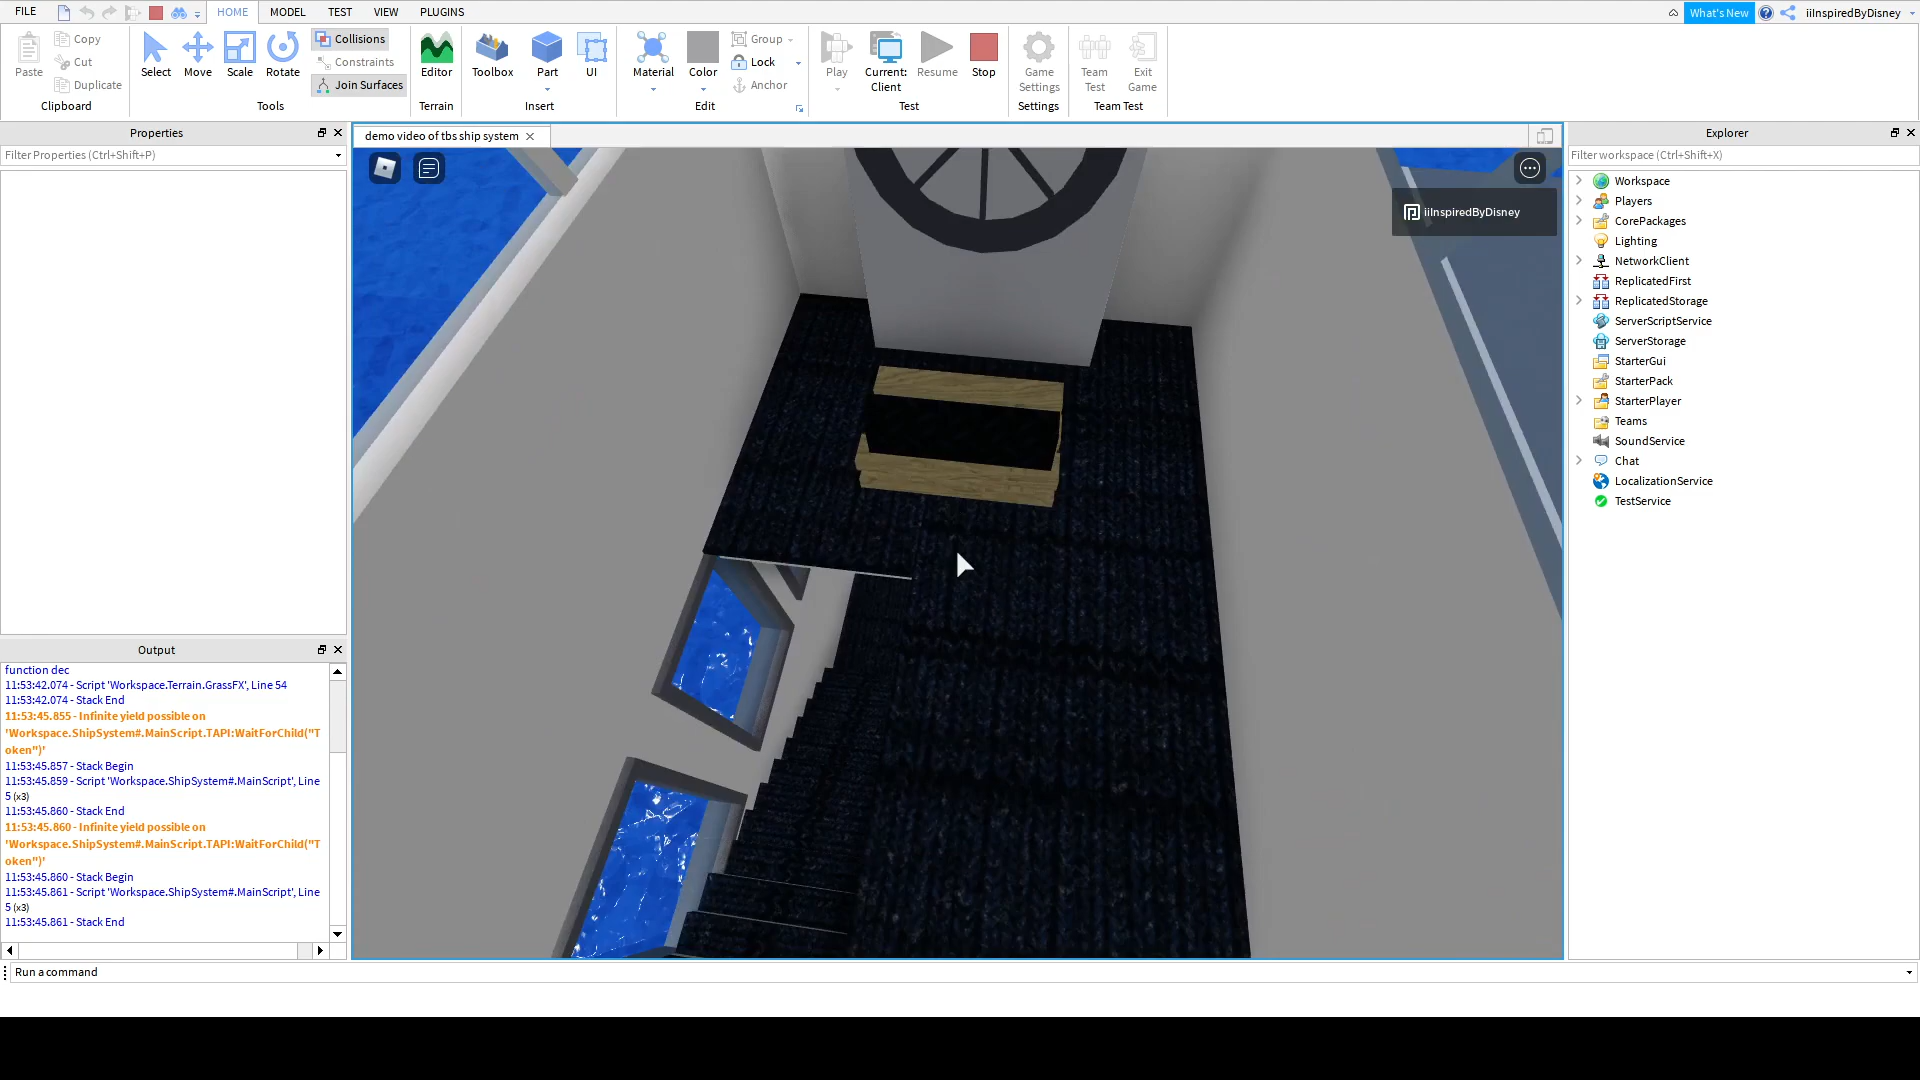 FILE
HOME
MODEL
TEST
VIEW
PLUGINS
What's New
iiInspiredByDisney
Paste
Copy
Cut
Duplicate
Clipboard
Select
Move
Scale
Rotate
Collisions
Constraints
Join Surfaces
Tools
Editor
Terrain
Toolbox
Part
UI
Insert
Material
Color
Group
Lock
Anchor
Edit
Play
Current:
Client
Resume
Stop
Test
Game
Settings
Settings
Team
Test
Exit
Game
Team Test
Properties
Filter Properties (Ctrl+Shift+P)
Output
function dec
11:53:42.074 - Script 'Workspace.Terrain.GrassFX', Line 54
11:53:42.074 - Stack End
11:53:45.855 - Infinite yield possible on
'Workspace.ShipSystem#.MainScript.TAPI:WaitForChild("T
oken")'
11:53:45.857 - Stack Begin
11:53:45.859 - Script 'Workspace.ShipSystem#.MainScript', Line
5 (x3)
11:53:45.860 - Stack End
11:53:45.860 - Infinite yield possible on
'Workspace.ShipSystem#.MainScript.TAPI:WaitForChild("T
oken")'
11:53:45.860 - Stack Begin
11:53:45.861 - Script 'Workspace.ShipSystem#.MainScript', Line
5 (x3)
11:53:45.861 - Stack End
demo video of tbs ship system
iiInspiredByDisney
Explorer
Filter workspace (Ctrl+Shift+X)
Workspace
Players
CorePackages
Lighting
NetworkClient
ReplicatedFirst
ReplicatedStorage
ServerScriptService
ServerStorage
StarterGui
StarterPack
StarterPlayer
Teams
SoundService
Chat
LocalizationService
TestService
Run a command